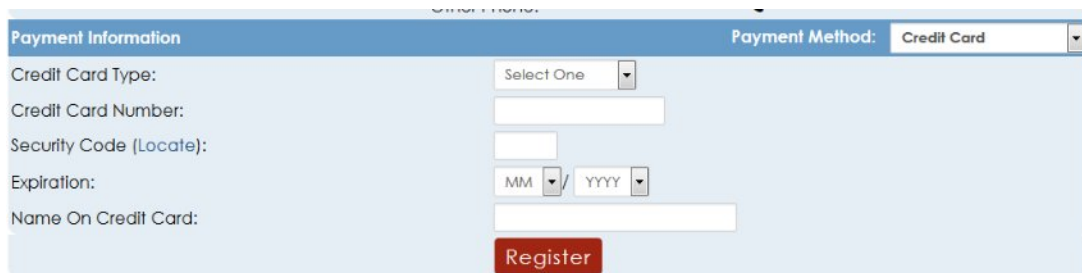 Payment Information Payment Method: Credit Card
Credit Card Type: Select One
Credit Card Number:
Security Code (Locate):
Expiration: MM / YYYY
Name On Credit Card:
Register